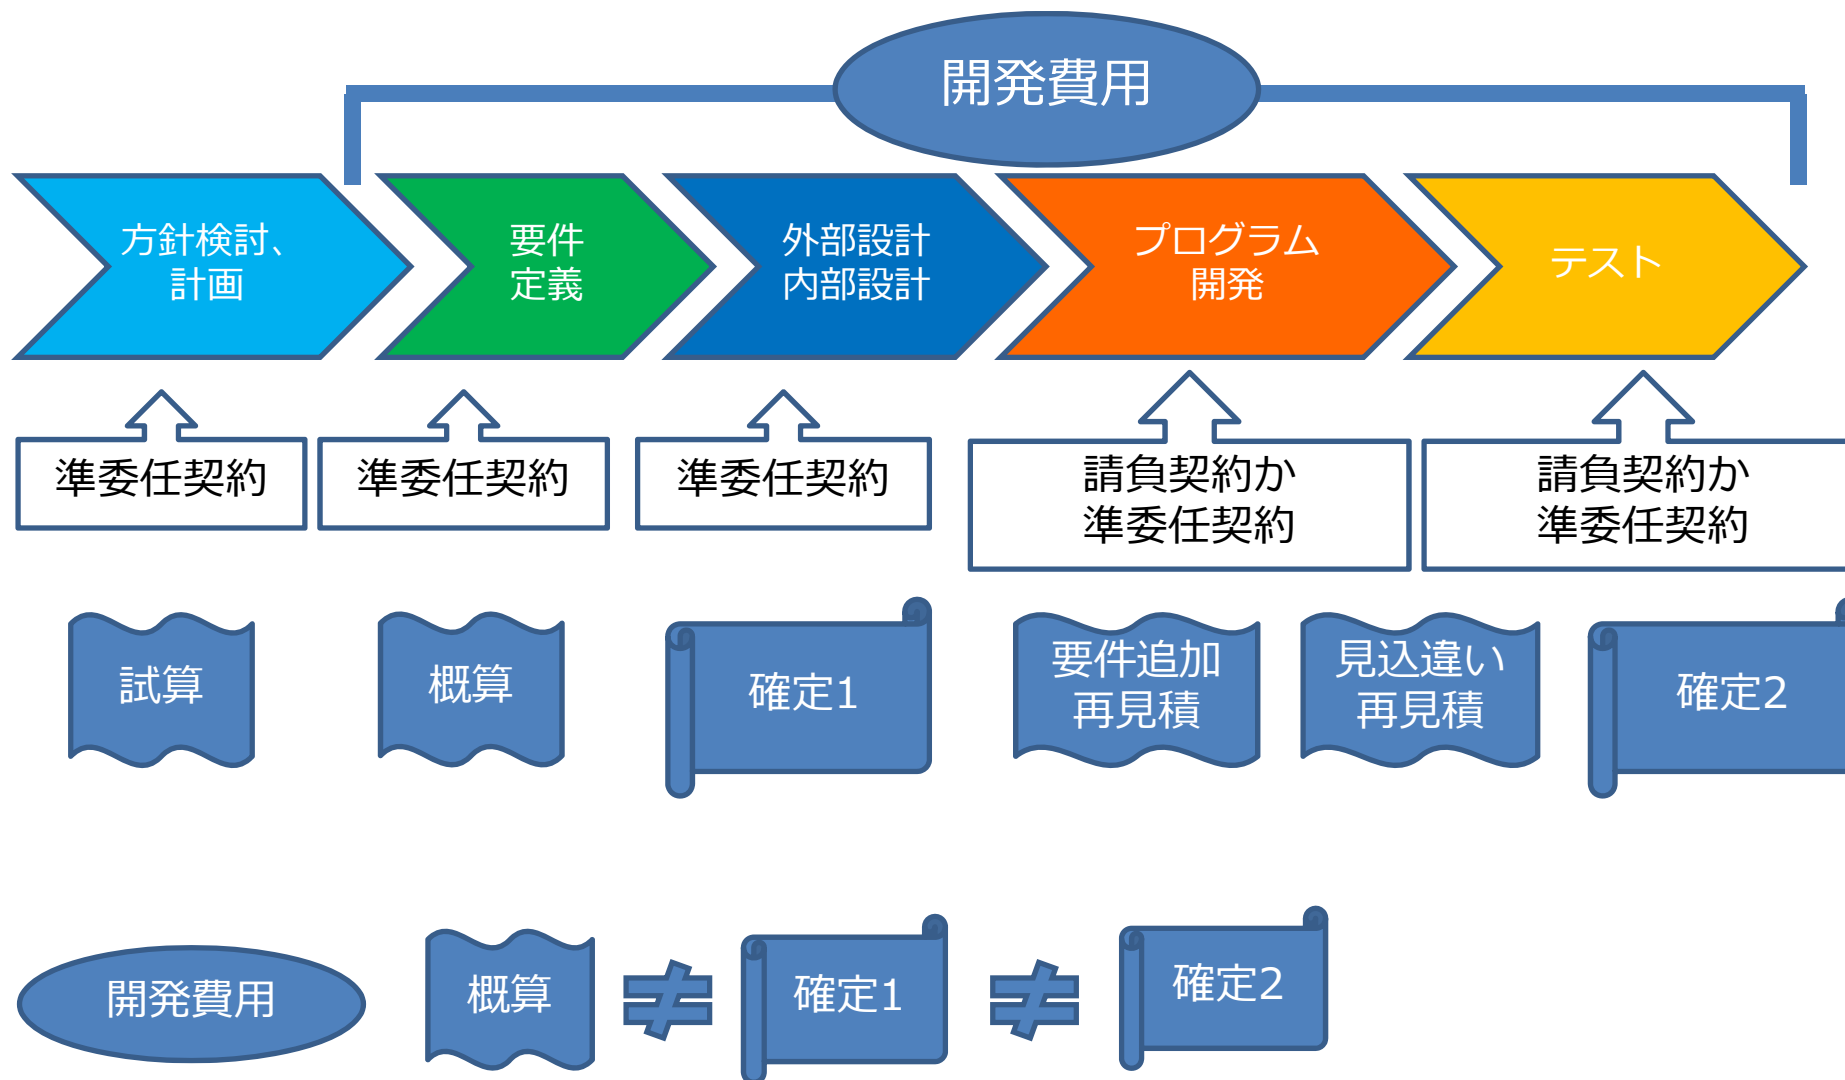 開発費用
方針検討、
計画
要件
定義
外部設計
内部設計
プログラム
開発
テスト
準委任契約
準委任契約
準委任契約
請負契約か
準委任契約
請負契約か
準委任契約
試算
概算
確定1
要件追加
再見積
見込違い
再見積
確定2
開発費用
概算
≠
確定1
≠
確定2